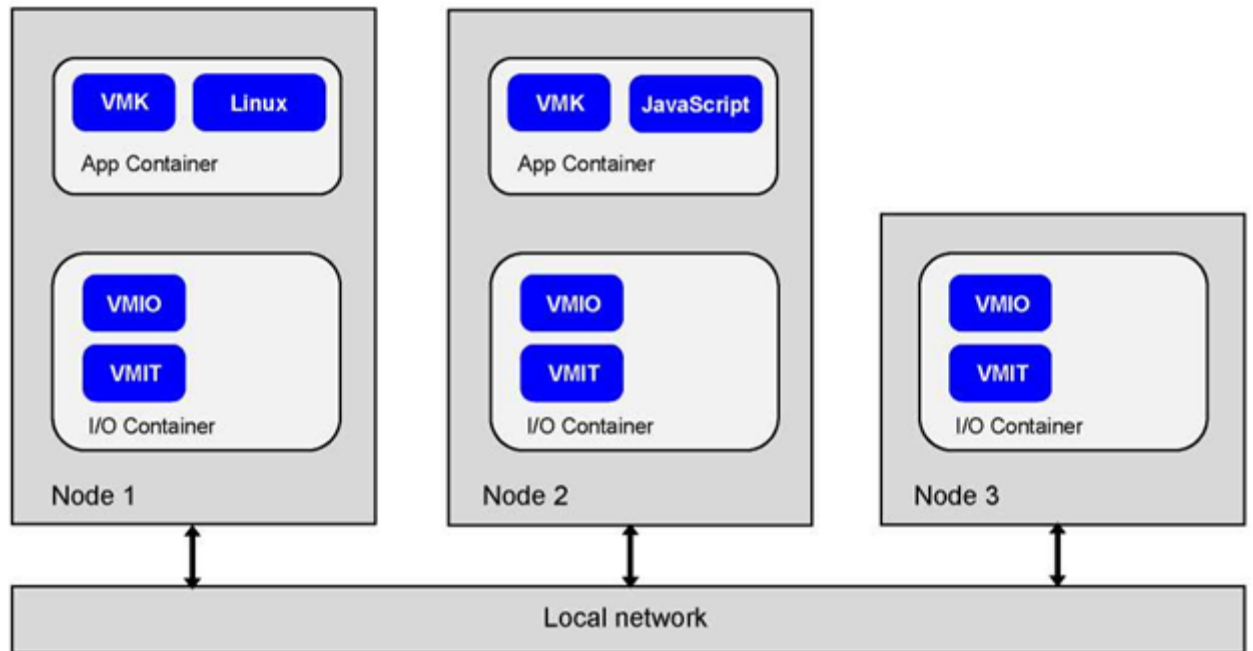 VMK
Linux
App Container
VMIO
VMIT
I/O Container
Node 1
VMK
JavaScript
App Container
VMIO
VMIT
I/O Container
Node 2
VMIO
VMIT
I/O Container
Node 3
Local network